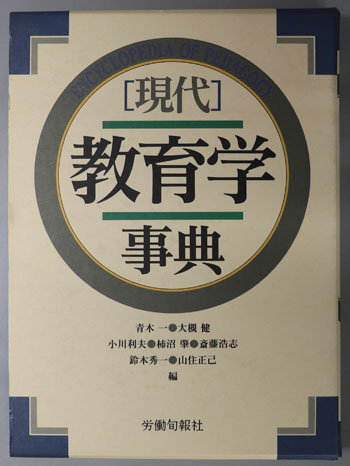 ENCYCLOPEDIA OF PEDAGOGY
[現代]
教育学
事典
青木 一●大槻 健
小川利夫●柿沼 肇●斎藤浩志
鈴木秀一●山住正己
編
労働旬報社